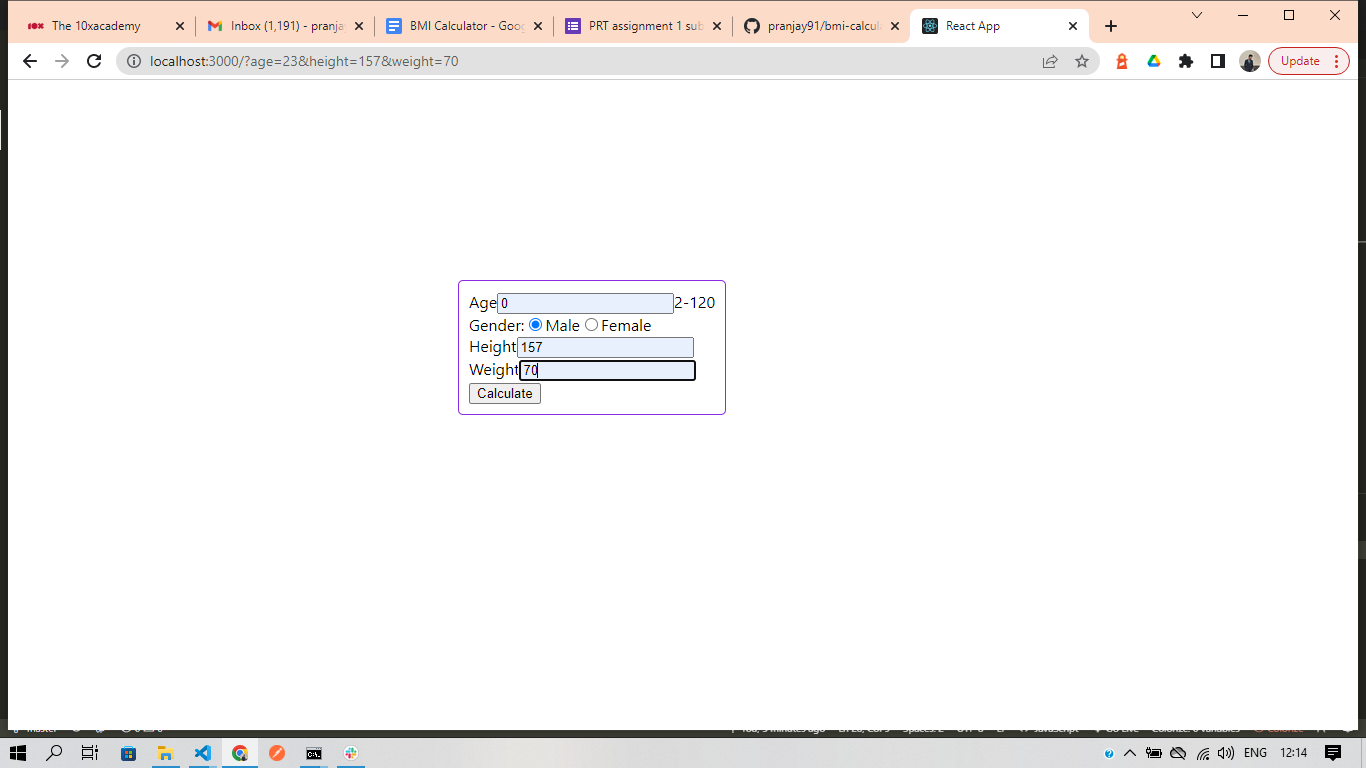 The 10xacademy
Inbox (1,191) - pranja
BMI Calculator - Goog
PRT assignment 1 sub
pranjay91/bmi-calcula
React App
localhost:3000/?age=23&height=157&weight=70
Update
Age 0 2-120
Gender: Male Female
Height 157
Weight 70
Calculate
ENG 12:14